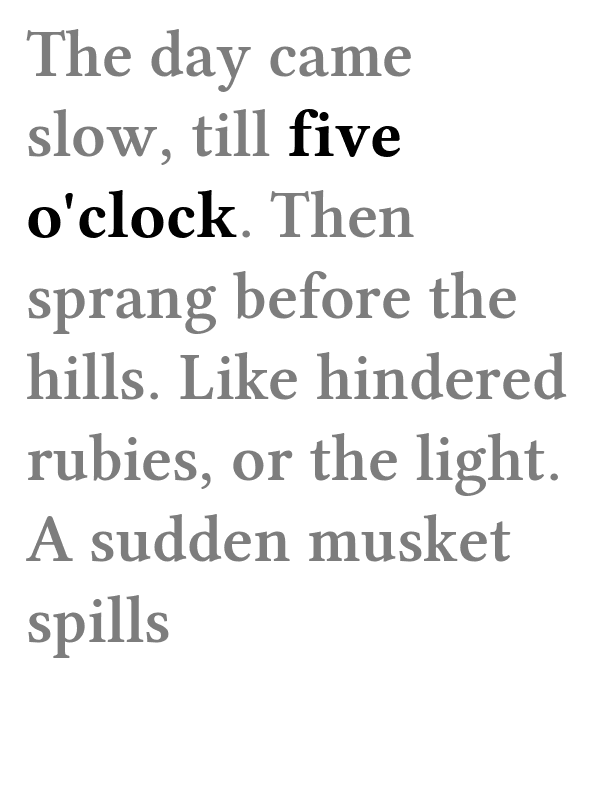 The day came
slow, till five
o'clock. Then
sprang before the
hills. Like hindered
rubies, or the light.
A sudden musket
spills